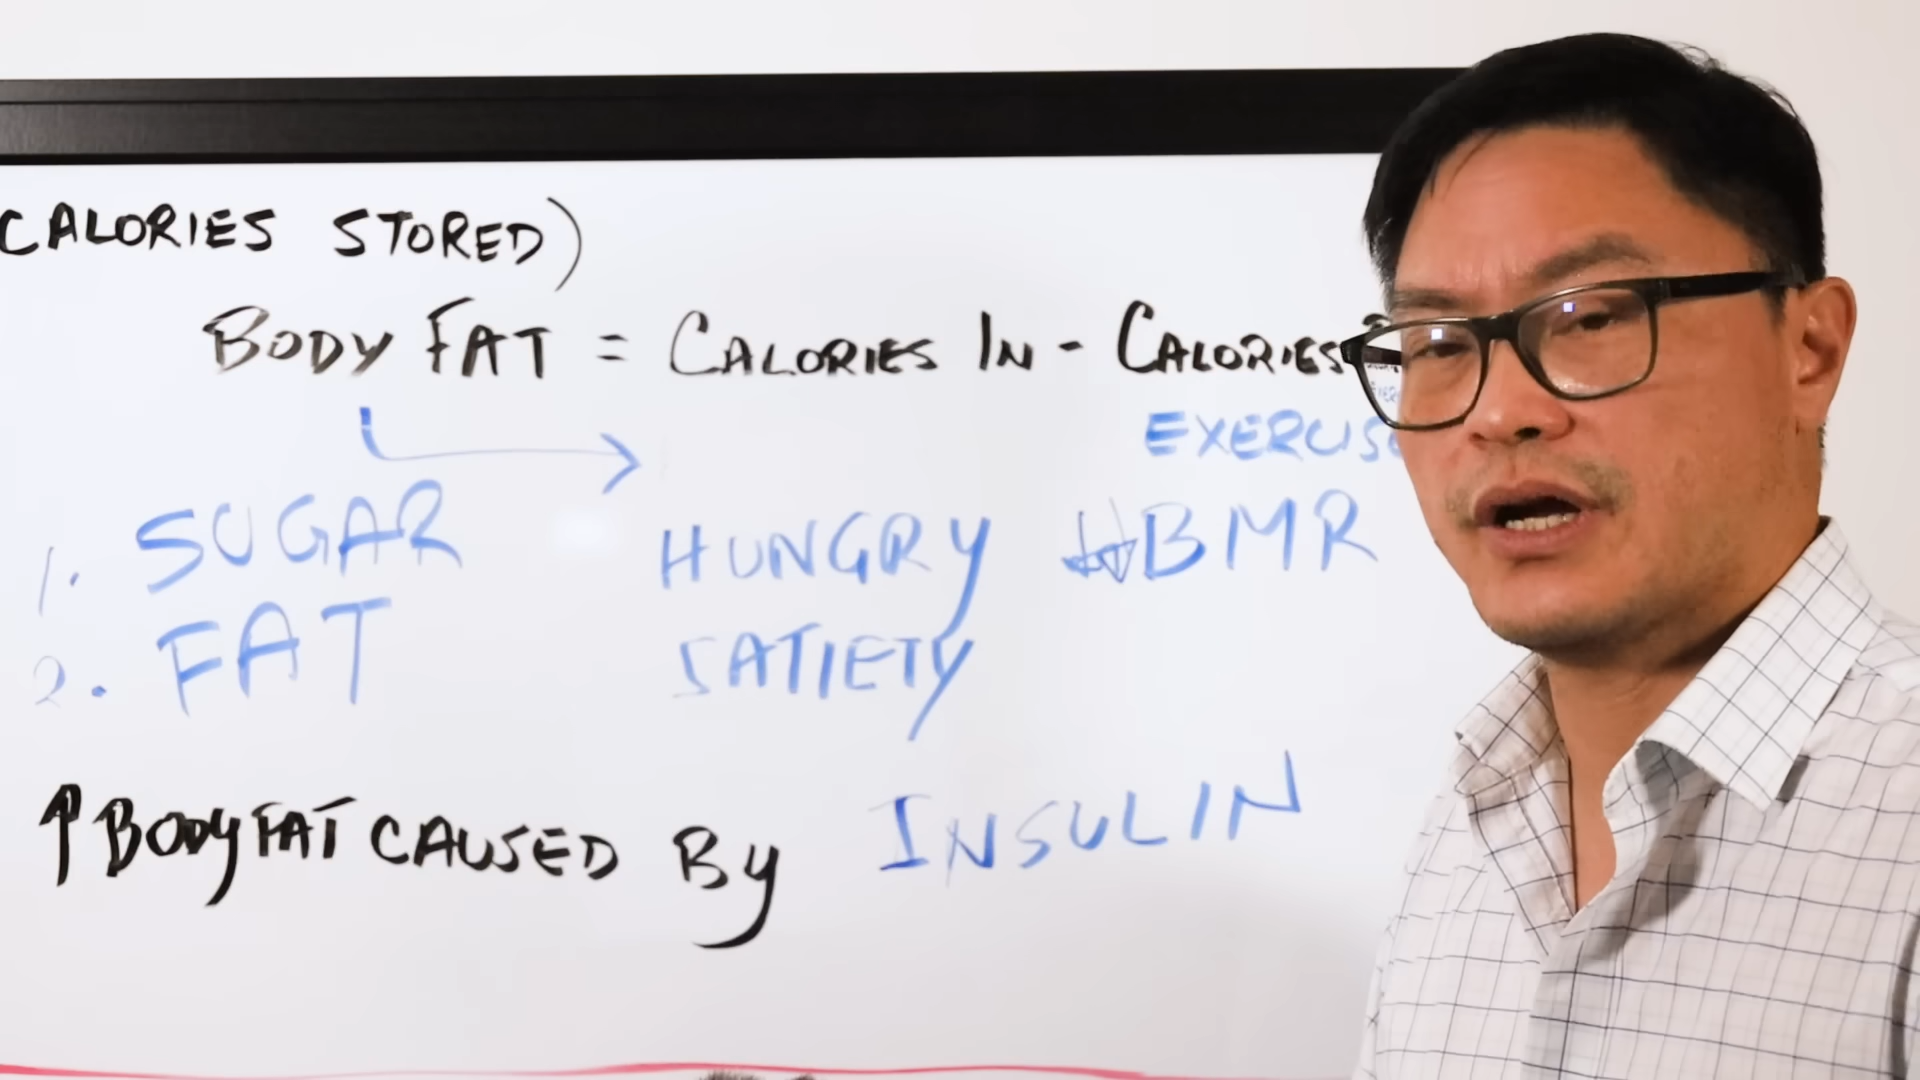 CALORIES STORED)
BODY FAT = CALORIES IN - CALORIES
EXERCISE
1. SUGAR HUNGRY ↓↓BMR
2. FAT SATIETY
↑ BODY FAT CAUSED BY INSULIN